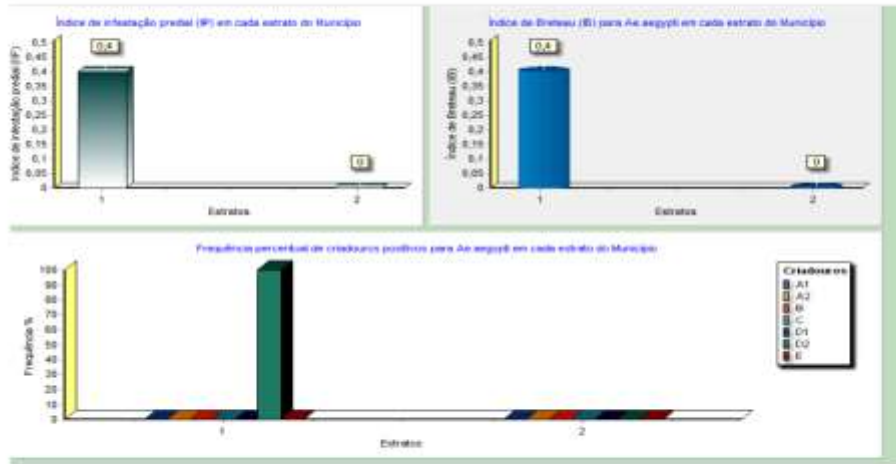 Índice de infestação predial (IIP) em cada estrato do Município
0,5
0,45
0,4
0,35
0,3
0,25
0,2
0,15
0,1
0,05
0
Índice de infestação predial (IIP)
0,4
0
1
2
Estratos
Índice de Breteau (IB) para Ae aegypti em cada estrato do Município
0,5
0,45
0,4
0,35
0,3
0,25
0,2
0,15
0,1
0,05
0
Índice de Breteau (IB)
0,4
0
1
2
Estratos
Frequência percentual de criadouros positivos para Ae aegypti em cada estrato do Município
100
90
80
70
60
50
40
30
20
10
0
Frequência %
1
2
Estratos
Criadouros
A1
A2
B
C
D1
D2
E